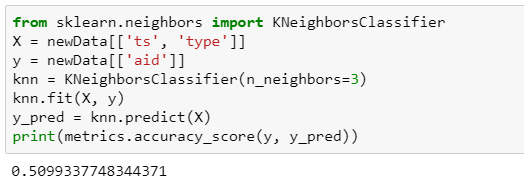 from sklearn.neighbors import KNeighborsClassifier
X = newData[['ts', 'type']]
y = newData[['aid']]
knn = KNeighborsClassifier(n_neighbors=3)
knn.fit(X, y)
y_pred = knn.predict(X)
print(metrics.accuracy_score(y, y_pred))
0.5099337748344371